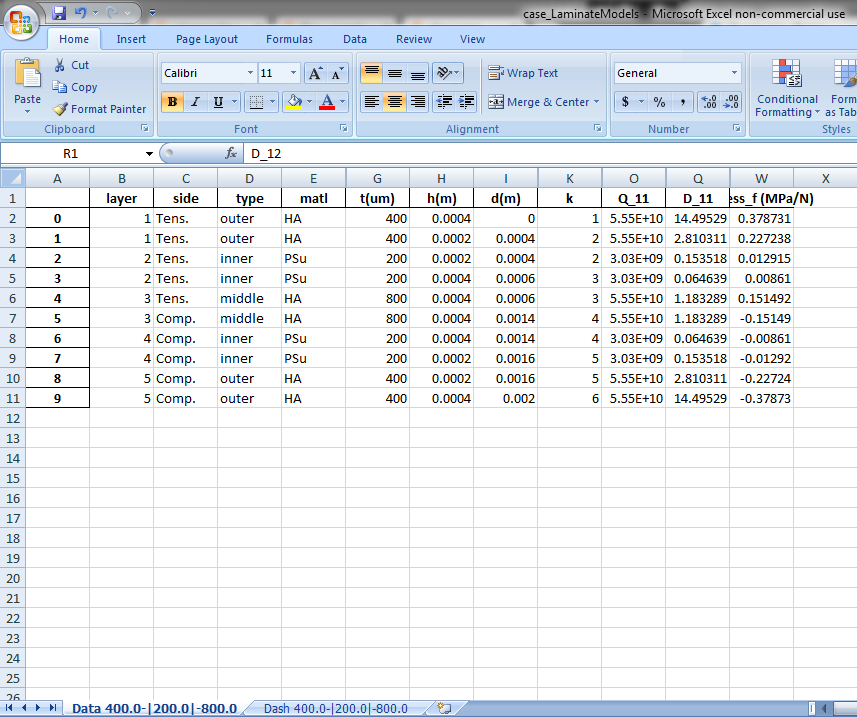 case_LaminateModels - Microsoft Excel non-commercial use
Home Insert Page Layout Formulas Data Review View
Paste Cut Copy Format Painter Clipboard
Calibri 11 A A B I U A Font
Wrap Text Merge & Center Alignment
General $ % , .0 .00 .00 .0 Number
Conditional Formatting Form as Tab Styles
R1 fx D_12
A B C D E G H I K O Q W X
1 layer side type matl t(um) h(m) d(m) k Q_11 D_11 ess_f (MPa/N)
2 0 1 Tens. outer HA 400 0.0004 0 1 5.55E+10 14.49529 0.378731
3 1 1 Tens. outer HA 400 0.0002 0.0004 2 5.55E+10 2.810311 0.227238
4 2 2 Tens. inner PSu 200 0.0002 0.0004 2 3.03E+09 0.153518 0.012915
5 3 2 Tens. inner PSu 200 0.0004 0.0006 3 3.03E+09 0.064639 0.00861
6 4 3 Tens. middle HA 800 0.0004 0.0006 3 5.55E+10 1.183289 0.151492
7 5 3 Comp. middle HA 800 0.0004 0.0014 4 5.55E+10 1.183289 -0.15149
8 6 4 Comp. inner PSu 200 0.0004 0.0014 4 3.03E+09 0.064639 -0.00861
9 7 4 Comp. inner PSu 200 0.0002 0.0016 5 3.03E+09 0.153518 -0.01292
10 8 5 Comp. outer HA 400 0.0002 0.0016 5 5.55E+10 2.810311 -0.22724
11 9 5 Comp. outer HA 400 0.0004 0.002 6 5.55E+10 14.49529 -0.37873
12
13
14
15
16
17
18
19
20
21
22
23
24
25
26
Data 400.0-|200.0|-800.0 Dash 400.0-|200.0|-800.0